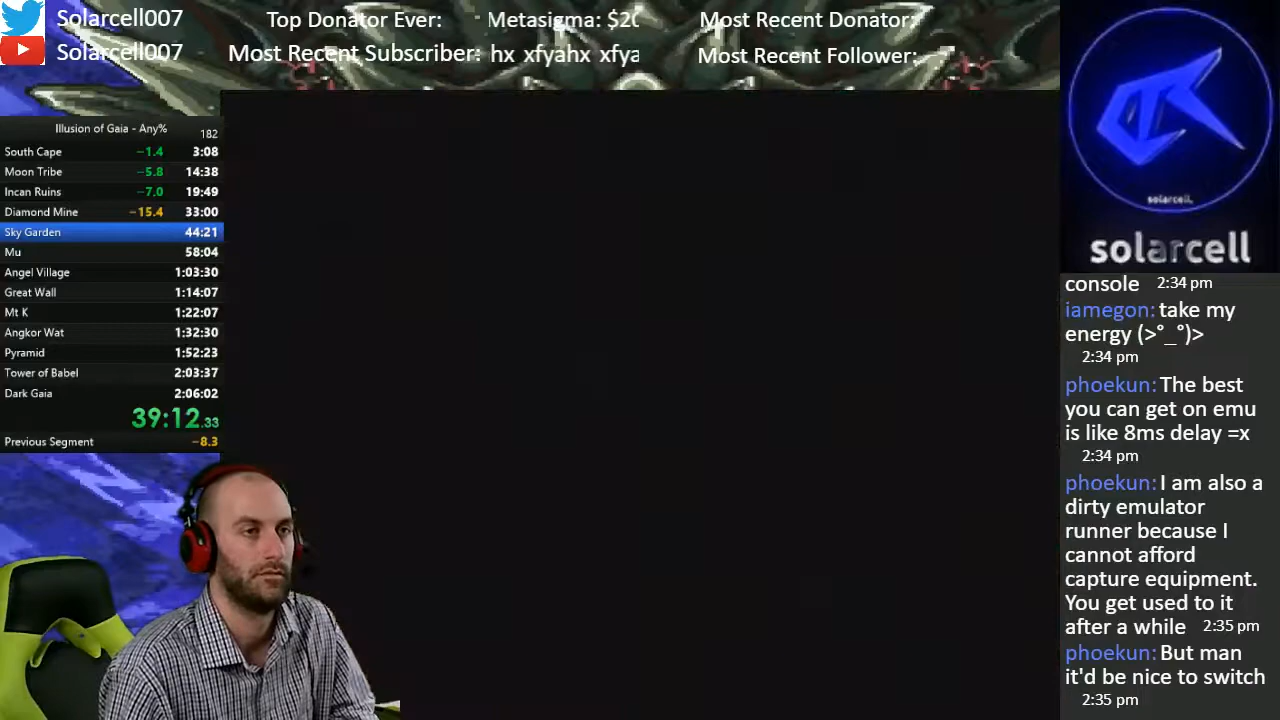 Solarcell007
Top Donator Ever:
Metasigma: $20
Most Recent Donator:
Solarcell007
Most Recent Subscriber:
hx xfyahx xfya
Most Recent Follower:
Illusion of Gaia - Any%
182
South Cape −1.4 3:08
Moon Tribe −5.8 14:38
Incan Ruins −7.0 19:49
Diamond Mine −15.4 33:00
Sky Garden 44:21
Mu 58:04
Angel Village 1:03:30
Great Wall 1:14:07
Mt K 1:22:07
Angkor Wat 1:32:30
Pyramid 1:52:23
Tower of Babel 2:03:37
Dark Gaia 2:06:02
39:12.33
Previous Segment −8.3
solarcell.
solarcell
console 2:34 pm
iamegon: take my
energy (>°_°)>
2:34 pm
phoekun: The best
you can get on emu
is like 8ms delay =x
2:34 pm
phoekun: I am also a
dirty emulator
runner because I
cannot afford
capture equipment.
You get used to it
after a while 2:35 pm
phoekun: But man
it'd be nice to switch
2:35 pm